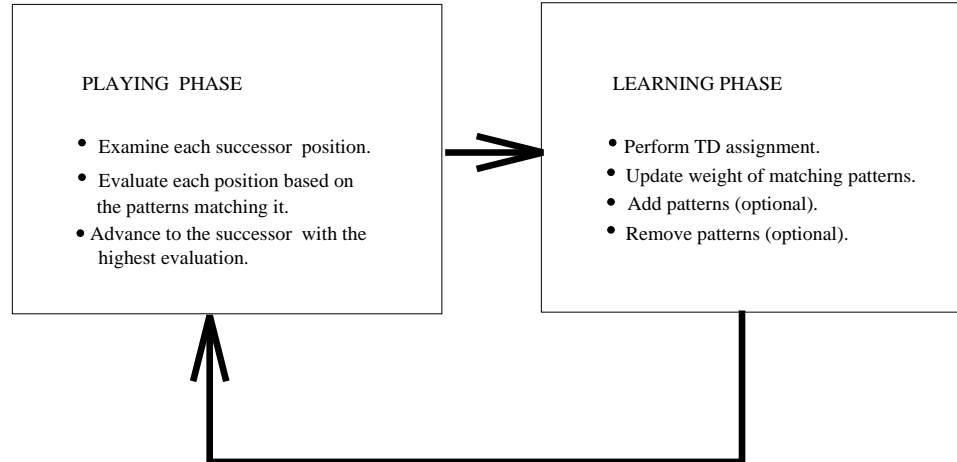 PLAYING PHASE
• Examine each successor position.
• Evaluate each position based on
the patterns matching it.
• Advance to the successor with the
highest evaluation.
LEARNING PHASE
• Perform TD assignment.
• Update weight of matching patterns.
• Add patterns (optional).
• Remove patterns (optional).